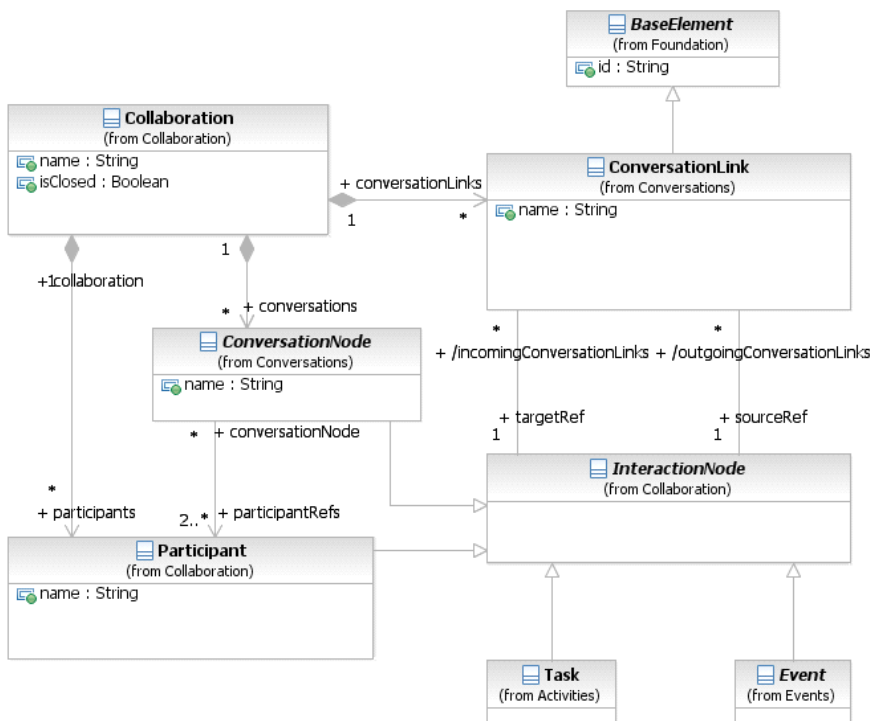 BaseElement
(from Foundation)
id : String
Collaboration
(from Collaboration)
name : String
isClosed : Boolean
+ conversationLinks
1
*
ConversationLink
(from Conversations)
name : String
+1collaboration
1
*
+ conversations
ConversationNode
(from Conversations)
name : String
*
+ /incomingConversationLinks
*
+ /outgoingConversationLinks
+ targetRef
1
+ sourceRef
1
*
+ conversationNode
*
+ participants
2..*
+ participantRefs
InteractionNode
(from Collaboration)
Participant
(from Collaboration)
name : String
Task
(from Activities)
Event
(from Events)